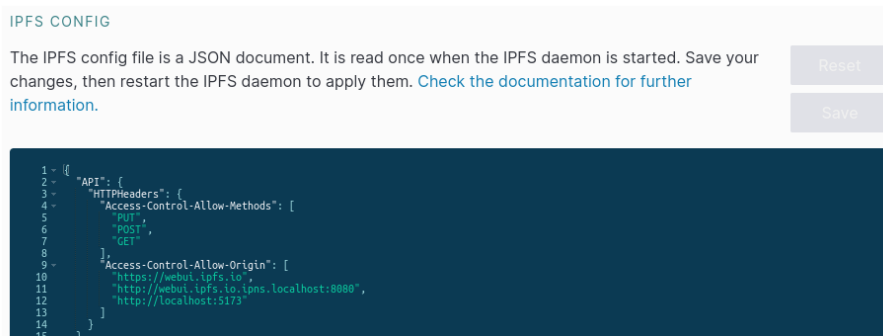 IPFS CONFIG
The IPFS config file is a JSON document. It is read once when the IPFS daemon is started. Save your
changes, then restart the IPFS daemon to apply them. Check the documentation for further
information.
Reset
Save
1 {
2 "API": {
3 "HTTPHeaders": {
4 "Access-Control-Allow-Methods": [
5 "PUT",
6 "POST",
7 "GET"
8 ],
9 "Access-Control-Allow-Origin": [
10 "https://webui.ipfs.io",
11 "http://webui.ipfs.io.ipns.localhost:8080",
12 "http://localhost:5173"
13 ]
14 }
15 }